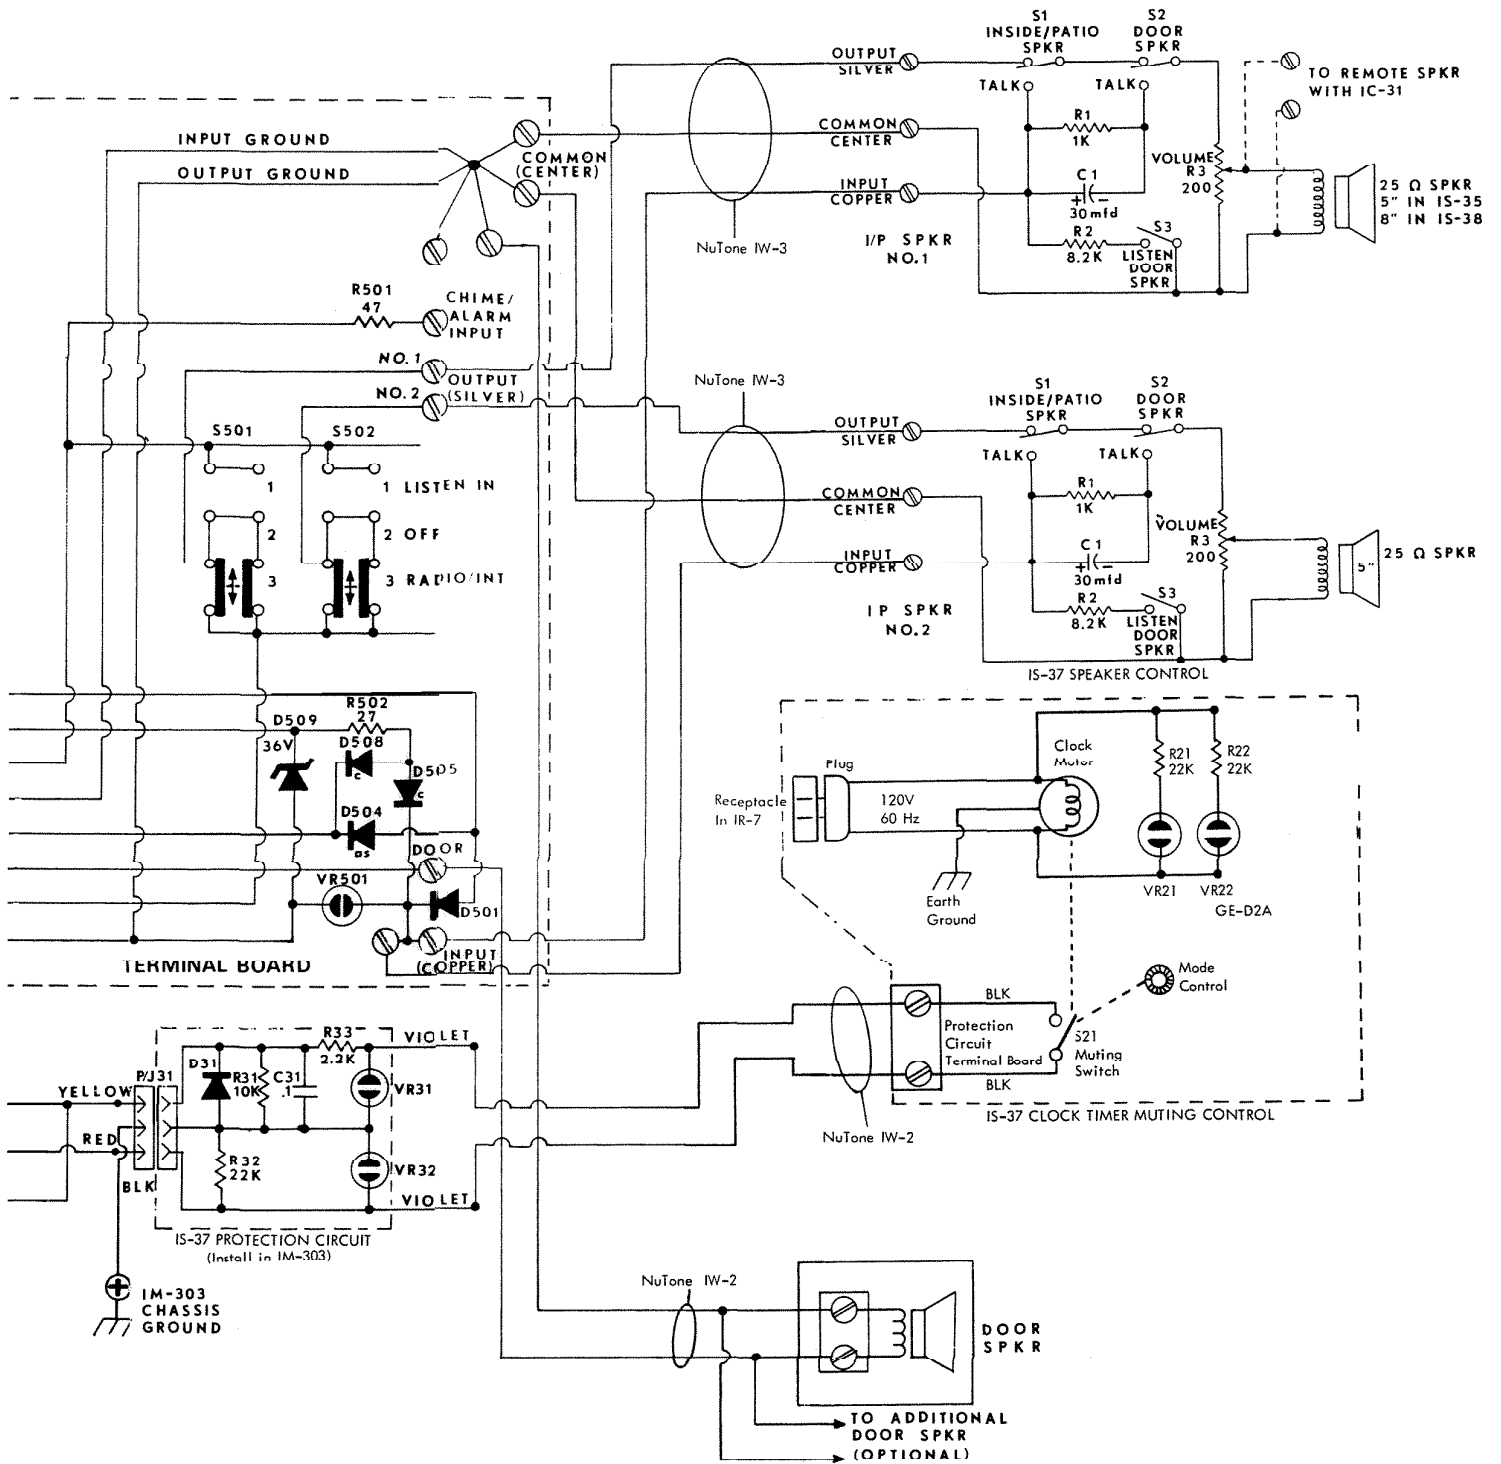 S1
INSIDE/PATIO
SPKR
S2
DOOR
SPKR
OUTPUT
SILVER
TALK
TALK
TO REMOTE SPKR
WITH IC-31
R1
1K
COMMON
CENTER
INPUT GROUND
OUTPUT GROUND
COMMON
(CENTER)
VOLUME
R3
200
C1
+ -
30mfd
INPUT
COPPER
25 Ω SPKR
5" IN IS-35
8" IN IS-38
NuTone IW-3
I/P SPKR
NO.1
R2
8.2K
S3
LISTEN
DOOR
SPKR
R501
47
CHIME/
ALARM
INPUT
NO.1
NO.2
OUTPUT
(SILVER)
NuTone IW-3
S1
INSIDE/PATIO
SPKR
S2
DOOR
SPKR
OUTPUT
SILVER
TALK
TALK
S501
S502
1
1 LISTEN IN
2
2 OFF
3
3 RADIO/INT
R1
1K
COMMON
CENTER
VOLUME
R3
200
C1
+ -
30mfd
INPUT
COPPER
5"
25 Ω SPKR
I P SPKR
NO.2
R2
8.2K
S3
LISTEN
DOOR
SPKR
IS-37 SPEAKER CONTROL
R502
27
D509
36V
D508
C
D505
C
D504
DS
DOOR
VR501
D501
INPUT
(COPPER)
TERMINAL BOARD
Clock
Motor
Plug
Receptacle
In IR-7
120V
60 Hz
R21
22K
R22
22K
Earth
Ground
VR21
VR22
GE-D2A
Mode
Control
BLK
Protection
Circuit
Terminal Board
S21
Muting
Switch
BLK
IS-37 CLOCK TIMER MUTING CONTROL
NuTone IW-2
R33
2.2K
VIOLET
D31
R31
10K
C31
.1
VR31
P/J31
YELLOW
RED
BLK
R32
22K
VR32
VIOLET
IS-37 PROTECTION CIRCUIT
(Install in IM-303)
IM-303
CHASSIS
GROUND
NuTone IW-2
DOOR
SPKR
TO ADDITIONAL
DOOR SPKR
(OPTIONAL)